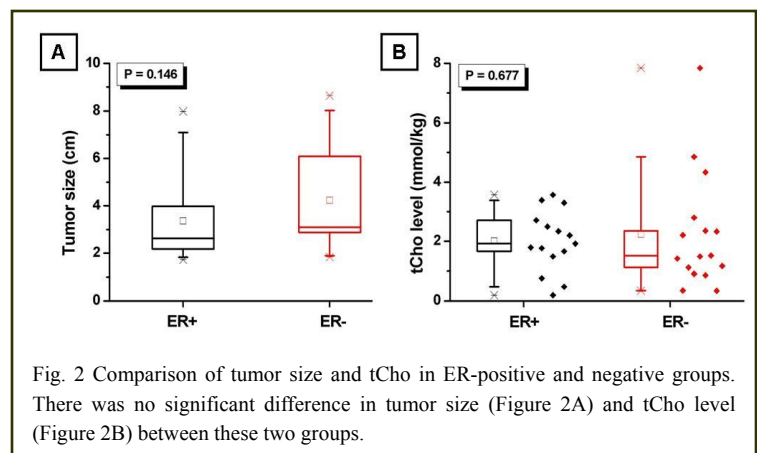 A
B
10
8
6
4
2
0
Tumor size (cm)
P = 0.146
ER+
ER-
8
6
4
2
0
tCho level (mmol/kg)
P = 0.677
ER+
ER-
Fig. 2 Comparison of tumor size and tCho in ER-positive and negative groups.
There was no significant difference in tumor size (Figure 2A) and tCho level
(Figure 2B) between these two groups.